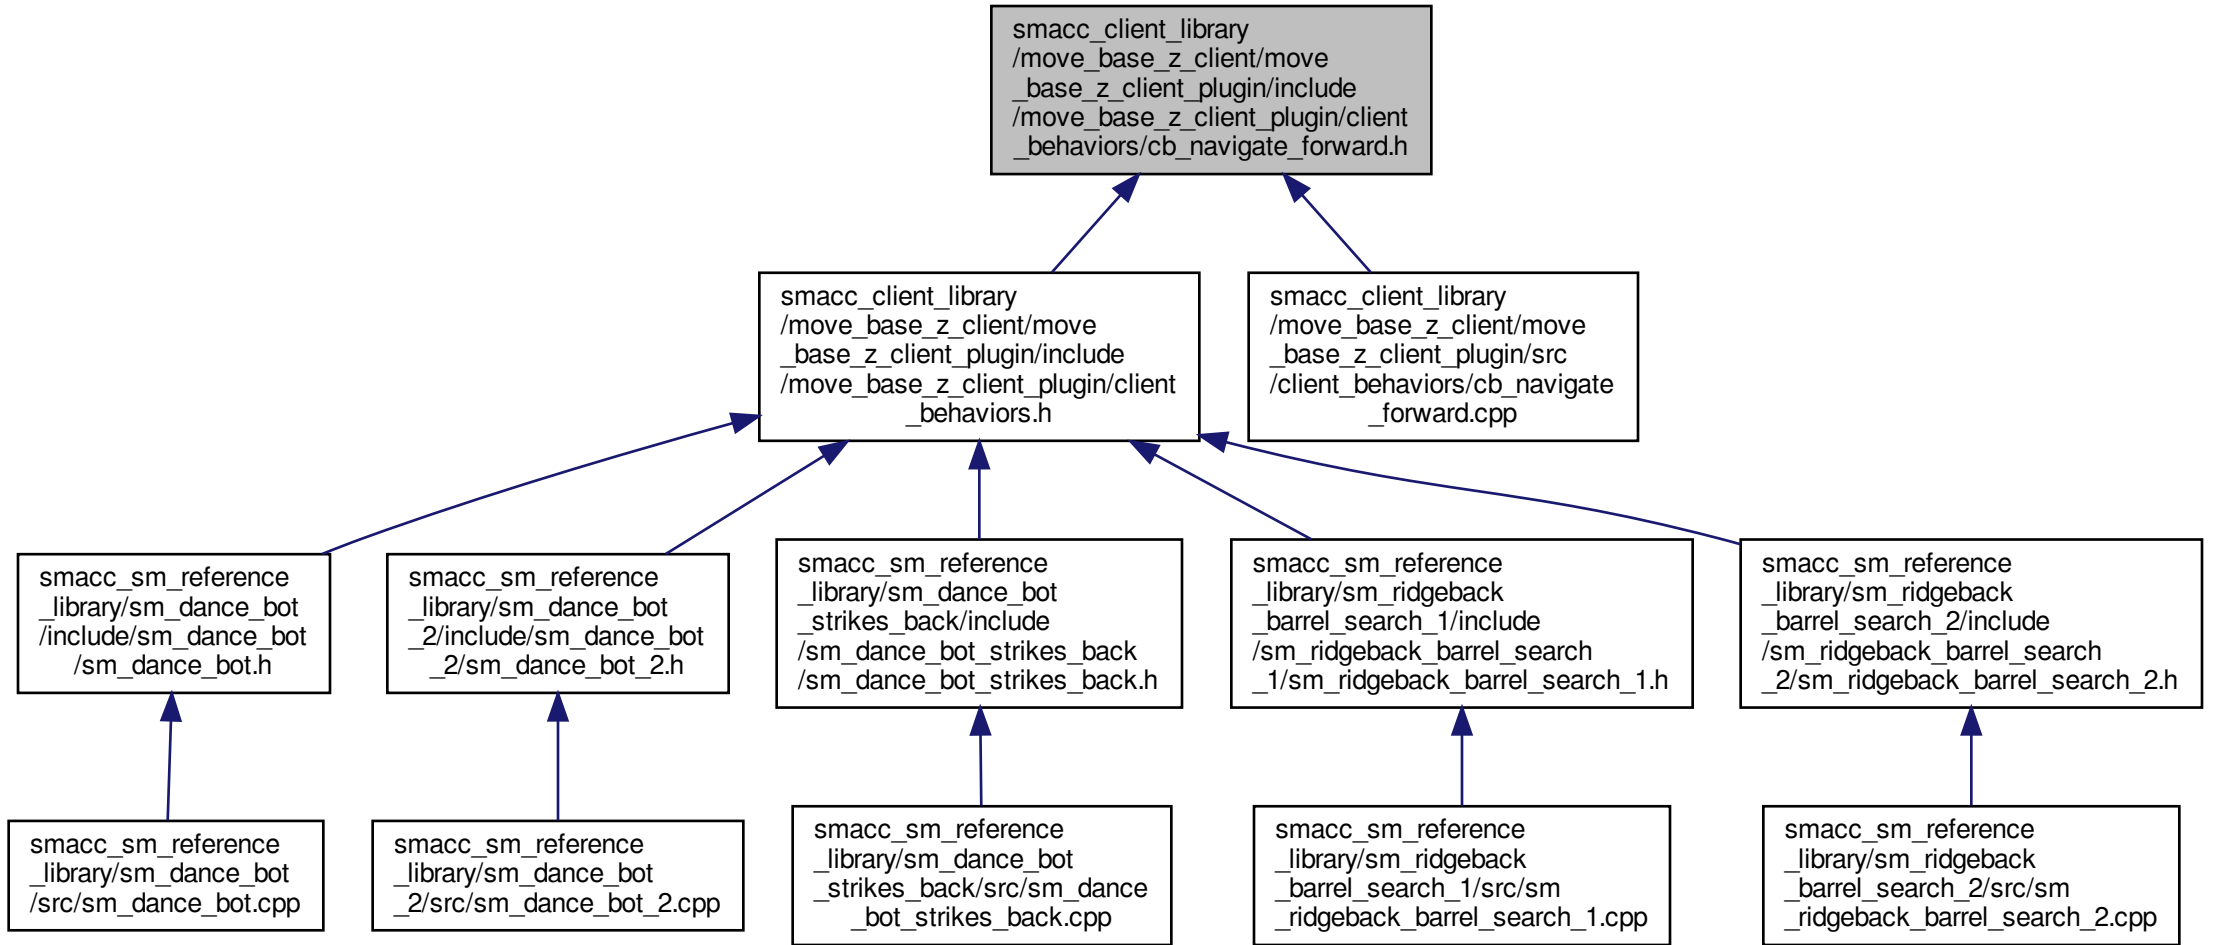 smacc_client_library
/move_base_z_client/move
_base_z_client_plugin/include
/move_base_z_client_plugin/client
_behaviors/cb_navigate_forward.h
smacc_client_library
/move_base_z_client/move
_base_z_client_plugin/include
/move_base_z_client_plugin/client
_behaviors.h
smacc_client_library
/move_base_z_client/move
_base_z_client_plugin/src
/client_behaviors/cb_navigate
_forward.cpp
smacc_sm_reference
_library/sm_dance_bot
/include/sm_dance_bot
/sm_dance_bot.h
smacc_sm_reference
_library/sm_dance_bot
_2/include/sm_dance_bot
_2/sm_dance_bot_2.h
smacc_sm_reference
_library/sm_dance_bot
_strikes_back/include
/sm_dance_bot_strikes_back
/sm_dance_bot_strikes_back.h
smacc_sm_reference
_library/sm_ridgeback
_barrel_search_1/include
/sm_ridgeback_barrel_search
_1/sm_ridgeback_barrel_search_1.h
smacc_sm_reference
_library/sm_ridgeback
_barrel_search_2/include
/sm_ridgeback_barrel_search
_2/sm_ridgeback_barrel_search_2.h
smacc_sm_reference
_library/sm_dance_bot
/src/sm_dance_bot.cpp
smacc_sm_reference
_library/sm_dance_bot
_2/src/sm_dance_bot_2.cpp
smacc_sm_reference
_library/sm_dance_bot
_strikes_back/src/sm_dance
_bot_strikes_back.cpp
smacc_sm_reference
_library/sm_ridgeback
_barrel_search_1/src/sm
_ridgeback_barrel_search_1.cpp
smacc_sm_reference
_library/sm_ridgeback
_barrel_search_2/src/sm
_ridgeback_barrel_search_2.cpp